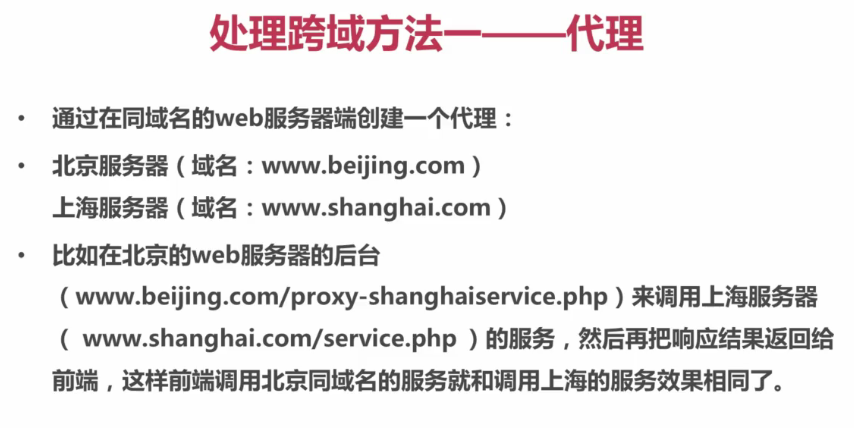 处理跨域方法一——代理
• 通过在同域名的web服务器端创建一个代理：
• 北京服务器（域名：www.beijing.com）
上海服务器（域名：www.shanghai.com）
• 比如在北京的web服务器的后台
（www.beijing.com/proxy-shanghaiservice.php）来调用上海服务器
（ www.shanghai.com/service.php ）的服务，然后再把响应结果返回给
前端，这样前端调用北京同域名的服务就和调用上海的服务效果相同了。